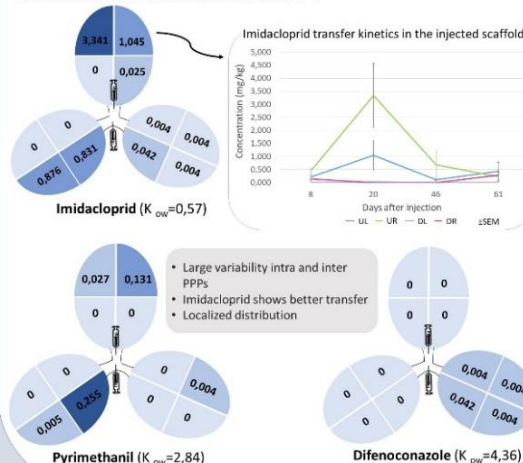 3,341 1,045
0 0,025
0 0
0,876 0,831
0,004 0,004
0,042 0,004
Imidacloprid (K ow=0,57)
Imidacloprid transfer kinetics in the injected scaffold
Concentration (mg/kg)
5,000
4,500
4,000
3,500
3,000
2,500
2,000
1,500
1,000
0,500
0,000
8 20 46 61
Days after injection
UL UR DL DR ±SEM
• Large variability intra and inter
PPPs
• Imidacloprid shows better transfer
• Localized distribution
0,027 0,131
0 0
0 0
0,005 0,255
0 0,004
0 0
Pyrimethanil (K ow=2,84)
0 0
0 0
0 0
0 0
0,004
0,042 0,004
Difenoconazole (K ow=4,36)